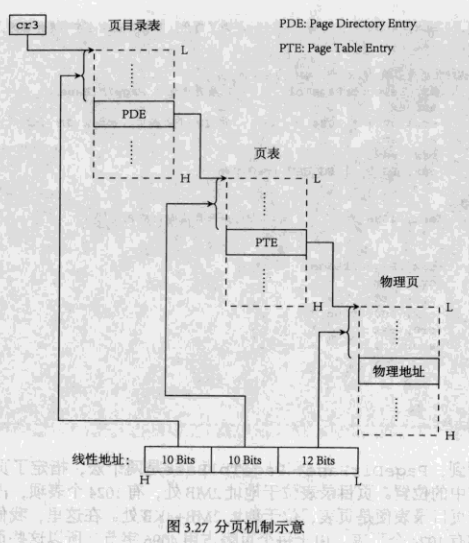 cr3
页目录表
PDE: Page Directory Entry
PTE: Page Table Entry
L
PDE
H
页表
L
PTE
H
物理页
L
物理地址
H
线性地址:
10 Bits
10 Bits
12 Bits
H
L
图 3.27 分页机制示意